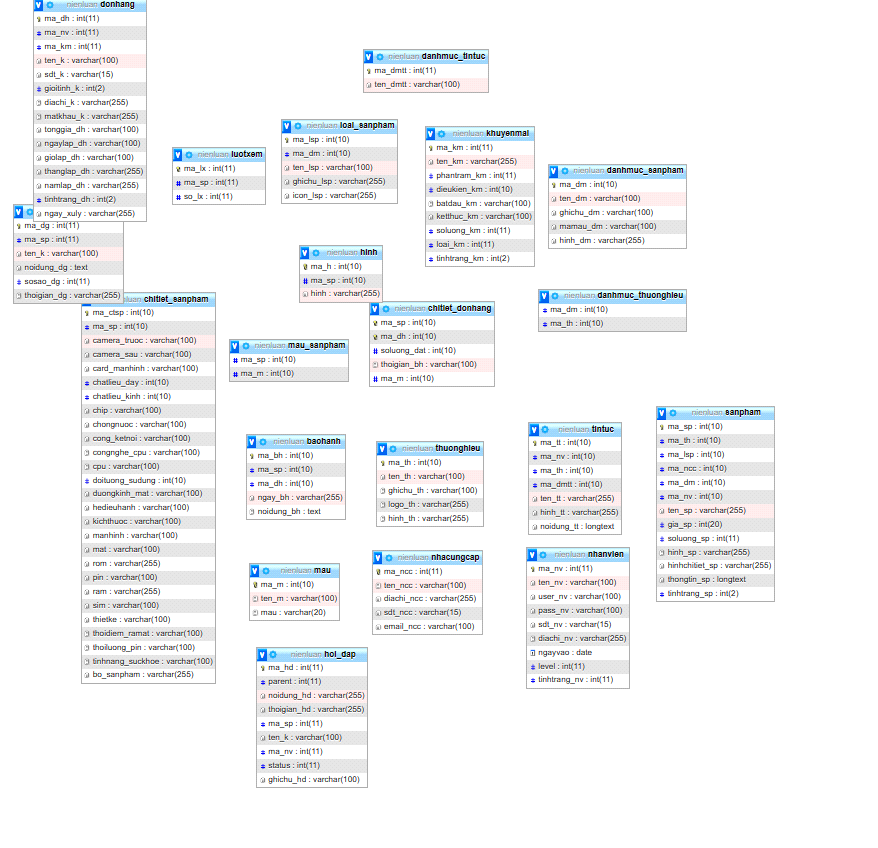 nienluan donhang
ma_dh : int(11)
ma_nv : int(11)
ma_km : int(11)
ten_k : varchar(100)
sdt_k : varchar(15)
gioitinh_k : int(2)
diachi_k : varchar(255)
matkhau_k : varchar(255)
tonggia_dh : varchar(100)
ngaylap_dh : varchar(100)
giolap_dh : varchar(100)
thanglap_dh : varchar(255)
namlap_dh : varchar(255)
tinhtrang_dh : int(2)
ngay_xuly : varchar(255)
ma_dg : int(11)
ma_sp : int(11)
ten_k : varchar(100)
noidung_dg : text
sosao_dg : int(11)
thoigian_dg : varchar(255)
nienluan chitiet_sanpham
ma_ctsp : int(10)
ma_sp : int(10)
camera_truoc : varchar(100)
camera_sau : varchar(100)
card_manhinh : varchar(100)
chatlieu_day : int(10)
chatlieu_kinh : int(10)
chip : varchar(100)
chongnuoc : varchar(100)
cong_ketnoi : varchar(100)
congnghe_cpu : varchar(100)
cpu : varchar(100)
doituong_sudung : int(10)
duongkinh_mat : varchar(100)
hedieuhanh : varchar(100)
kichthuoc : varchar(100)
manhinh : varchar(100)
mat : varchar(100)
rom : varchar(255)
pin : varchar(100)
ram : varchar(255)
sim : varchar(100)
thietke : varchar(100)
thoidiem_ramat : varchar(100)
thoiluong_pin : varchar(100)
tinhnang_suckhoe : varchar(100)
bo_sanpham : varchar(255)
nienluan luotxem
ma_lx : int(11)
ma_sp : int(11)
so_lx : int(11)
nienluan danhmuc_tintuc
ma_dmtt : int(11)
ten_dmtt : varchar(100)
nienluan loai_sanpham
ma_lsp : int(10)
ma_dm : int(10)
ten_lsp : varchar(100)
ghichu_lsp : varchar(255)
icon_lsp : varchar(255)
nienluan khuyenmai
ma_km : int(11)
ten_km : varchar(255)
phantram_km : int(11)
dieukien_km : int(10)
batdau_km : varchar(100)
ketthuc_km : varchar(100)
soluong_km : int(11)
loai_km : int(11)
tinhtrang_km : int(2)
nienluan danhmuc_sanpham
ma_dm : int(10)
ten_dm : varchar(100)
ghichu_dm : varchar(100)
mamau_dm : varchar(100)
hinh_dm : varchar(255)
nienluan hinh
ma_h : int(10)
ma_sp : int(10)
hinh : varchar(255)
nienluan chitiet_donhang
ma_sp : int(10)
ma_dh : int(10)
soluong_dat : int(10)
thoigian_bh : varchar(100)
ma_m : int(10)
nienluan danhmuc_thuonghieu
ma_dm : int(10)
ma_th : int(10)
nienluan mau_sanpham
ma_sp : int(10)
ma_m : int(10)
nienluan baohanh
ma_bh : int(10)
ma_sp : int(10)
ma_dh : int(10)
ngay_bh : varchar(255)
noidung_bh : text
nienluan thuonghieu
ma_th : int(10)
ten_th : varchar(100)
ghichu_th : varchar(100)
logo_th : varchar(255)
hinh_th : varchar(255)
nienluan tintuc
ma_tt : int(10)
ma_nv : int(10)
ma_th : int(10)
ma_dmtt : int(10)
ten_tt : varchar(255)
hinh_tt : varchar(255)
noidung_tt : longtext
nienluan sanpham
ma_sp : int(10)
ma_th : int(10)
ma_lsp : int(10)
ma_ncc : int(10)
ma_dm : int(10)
ma_nv : int(10)
ten_sp : varchar(255)
gia_sp : int(20)
soluong_sp : int(11)
hinh_sp : varchar(255)
hinhchitiet_sp : varchar(255)
thongtin_sp : longtext
tinhtrang_sp : int(2)
nienluan mau
ma_m : int(10)
ten_m : varchar(100)
mau : varchar(20)
nienluan nhacungcap
ma_ncc : int(11)
ten_ncc : varchar(100)
diachi_ncc : varchar(255)
sdt_ncc : varchar(15)
email_ncc : varchar(100)
nienluan nhanvien
ma_nv : int(11)
ten_nv : varchar(100)
user_nv : varchar(100)
pass_nv : varchar(100)
sdt_nv : varchar(15)
diachi_nv : varchar(255)
ngayvao : date
level : int(11)
tinhtrang_nv : int(11)
nienluan hoi_dap
ma_hd : int(11)
parent : int(11)
noidung_hd : varchar(255)
thoigian_hd : varchar(255)
ma_sp : int(11)
ten_k : varchar(100)
ma_nv : int(11)
status : int(11)
ghichu_hd : varchar(100)